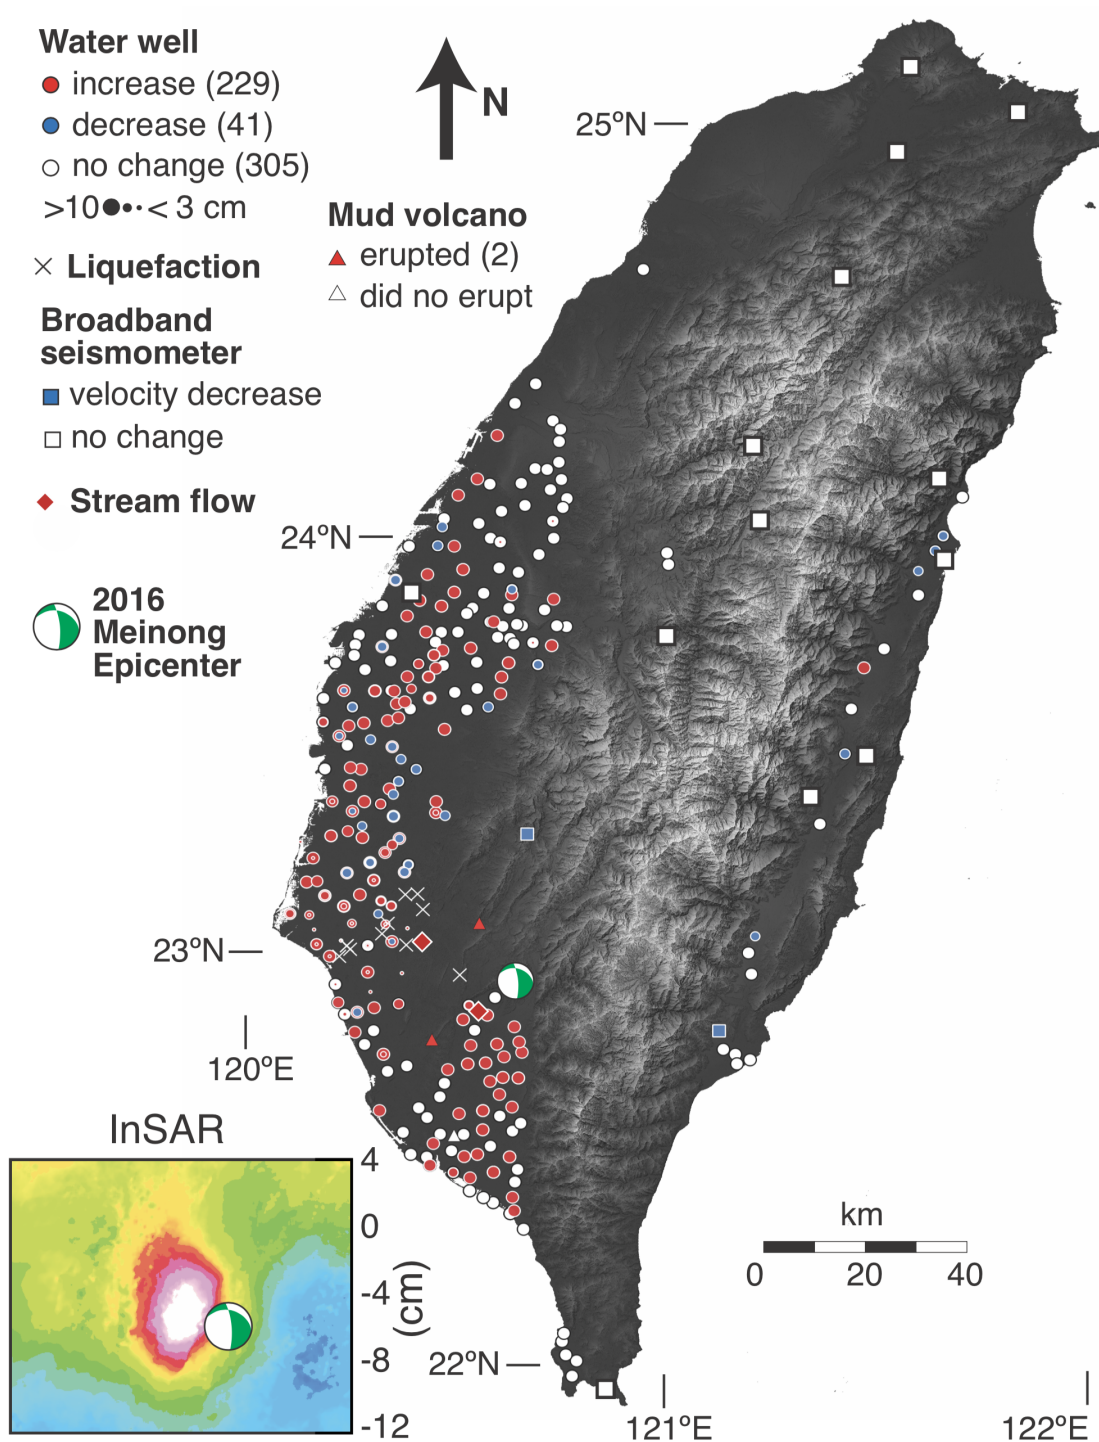 Water well
increase (229)
decrease (41)
no change (305)
>10 < 3 cm
Liquefaction
Broadband
seismometer
velocity decrease
no change
Stream flow
2016
Meinong
Epicenter
N
Mud volcano
erupted (2)
did no erupt
25°N
24°N
23°N
120°E
InSAR
4
0
-4
-8
-12
(cm)
22°N
km
0 20 40
121°E
122°E